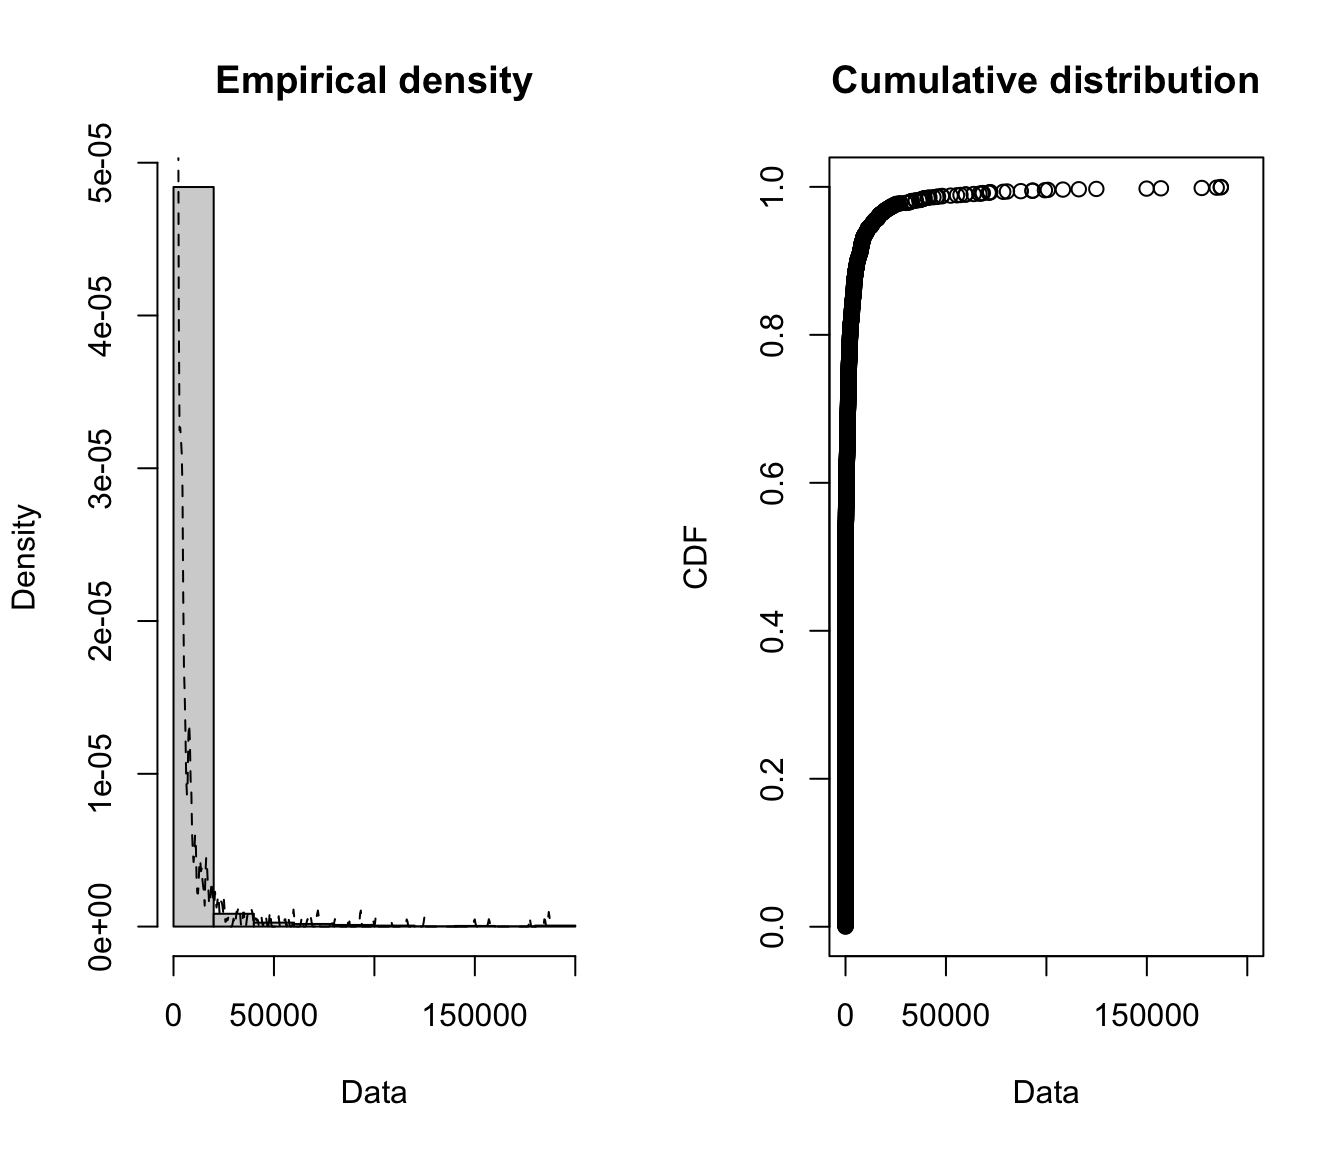 Empirical density
Density
0e+00
1e-05
2e-05
3e-05
4e-05
5e-05
0
50000
150000
Data
Cumulative distribution
CDF
0.0
0.2
0.4
0.6
0.8
1.0
0
50000
150000
Data